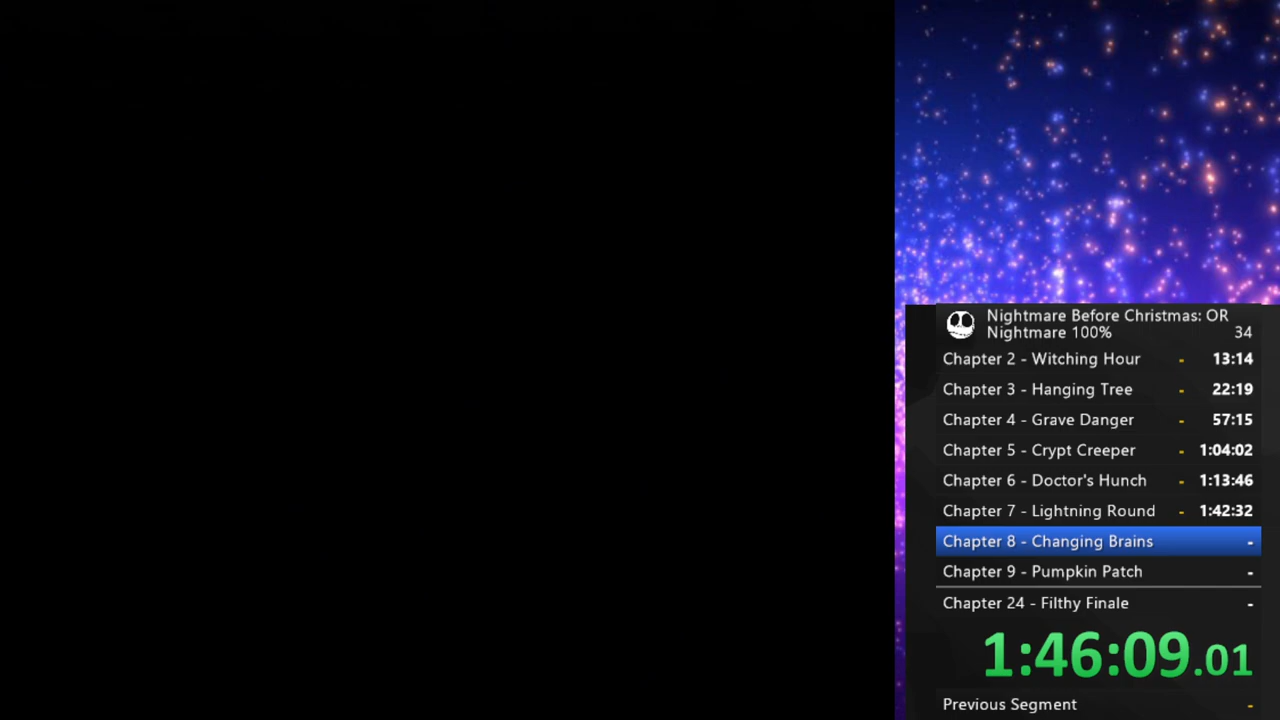 Nightmare Before Christmas: OR
Nightmare 100% 34
Chapter 2 - Witching Hour - 13:14
Chapter 3 - Hanging Tree - 22:19
Chapter 4 - Grave Danger - 57:15
Chapter 5 - Crypt Creeper - 1:04:02
Chapter 6 - Doctor's Hunch - 1:13:46
Chapter 7 - Lightning Round - 1:42:32
Chapter 8 - Changing Brains -
Chapter 9 - Pumpkin Patch -
Chapter 24 - Filthy Finale -
1:46:09.01
Previous Segment -